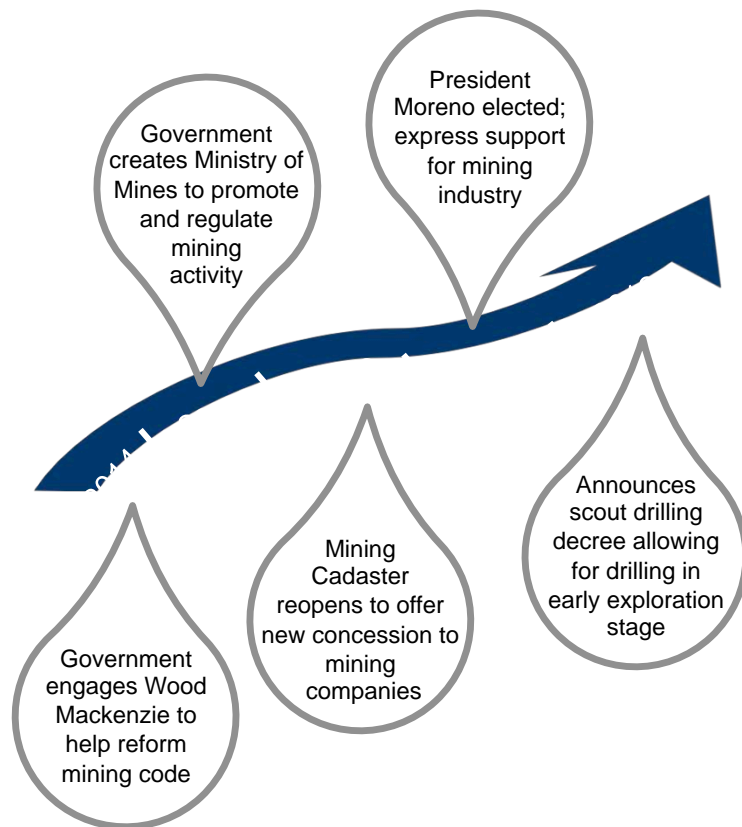 Government
creates Ministry of
Mines to promote
and regulate
mining
activity
President
Moreno elected;
express support
for mining
industry
Government
engages Wood
Mackenzie to
help reform
mining code
Mining
Cadaster
reopens to offer
new concession to
mining
companies
Announces
scout drilling
decree allowing
for drilling in
early exploration
stage